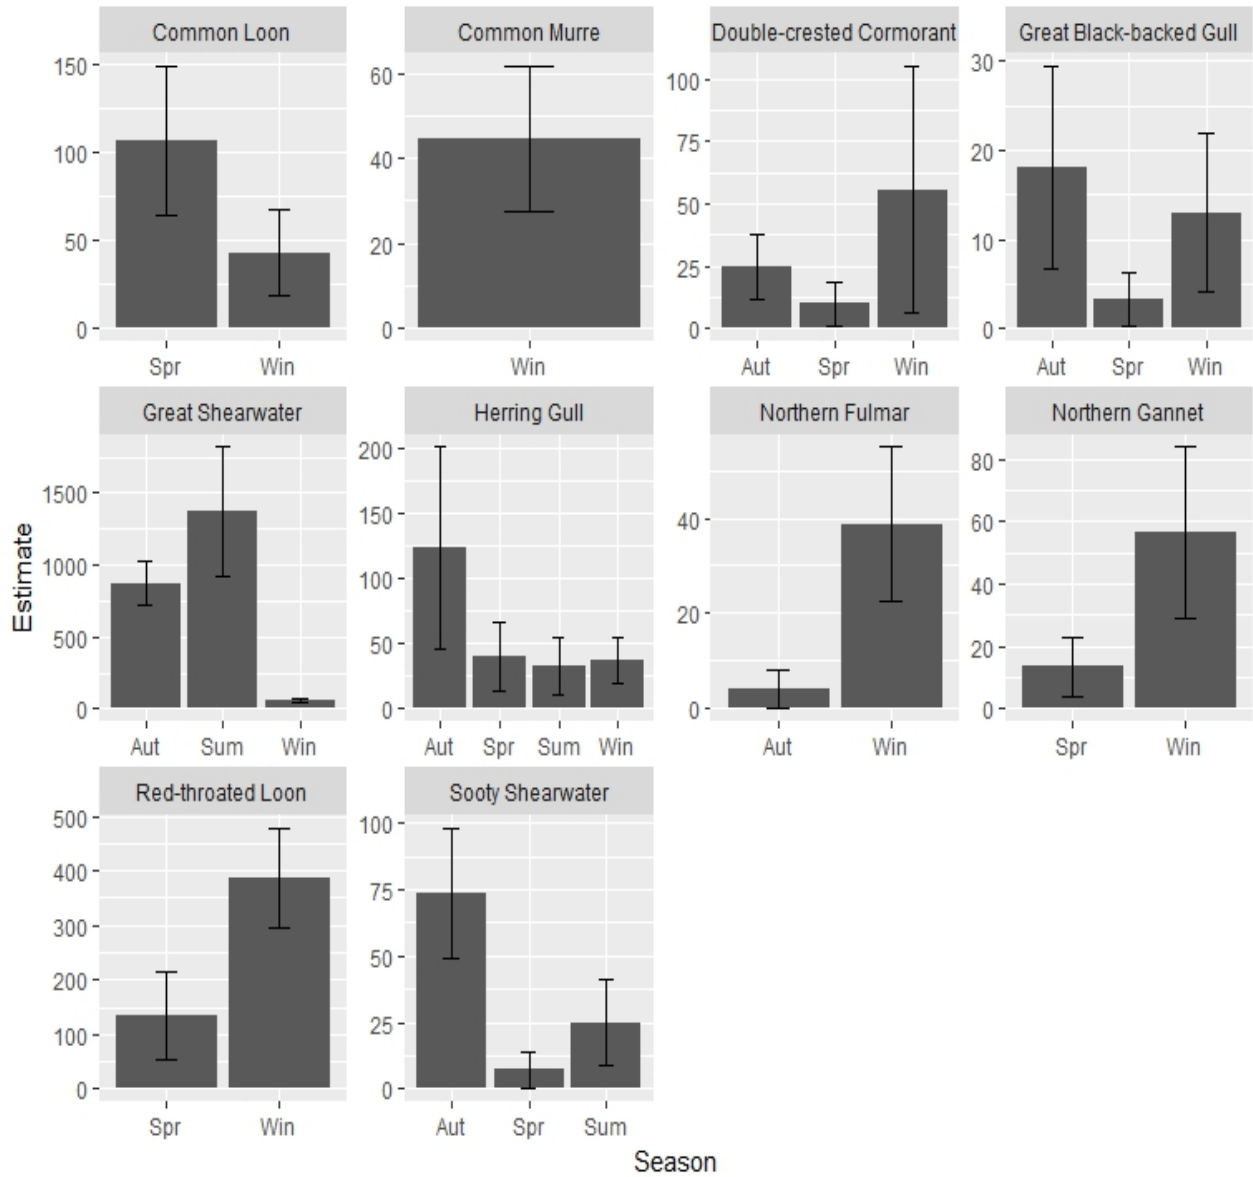 Common Loon
150
100
50
0
Spr Win
Common Murre
60
40
20
0
Win
Double-crested Cormorant
100
75
50
25
0
Aut Spr Win
Great Black-backed Gull
30
20
10
0
Aut Spr Win
Estimate
Great Shearwater
1500
1000
500
0
Aut Sum Win
Herring Gull
200
150
100
50
0
Aut Spr Sum Win
Northern Fulmar
40
20
0
Aut Win
Northern Gannet
80
60
40
20
0
Spr Win
Red-throated Loon
500
400
300
200
100
0
Spr Win
Sooty Shearwater
100
75
50
25
0
Aut Spr Sum
Season